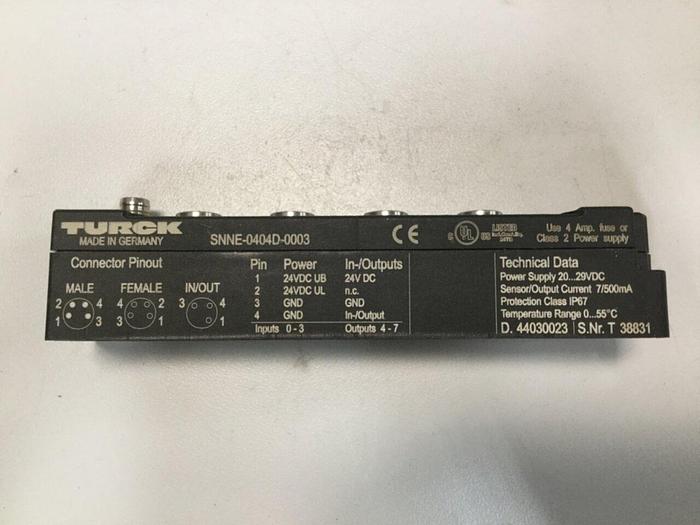 TURCK
MADE IN GERMANY
SNNE-0404D-0003
CE
C UL US LISTED
Use 4 Amp. fuse or
Class 2 Power supply
Connector Pinout
MALE FEMALE IN/OUT
2 4 4 2 3 4
1 3 3 1 1
Pin Power In-/Outputs
1 24VDC UB 24V DC
2 24VDC UL n.c.
3 GND GND
4 GND In-/Output
Inputs 0 - 3 Outputs 4 - 7
Technical Data
Power Supply 20...29VDC
Sensor/Output Current 7/500mA
Protection Class IP67
Temperature Range 0...55°C
D. 44030023 S.Nr. T 38831